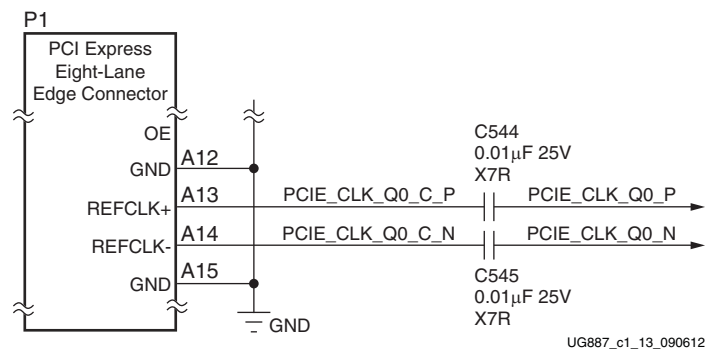 P1
PCI Express
Eight-Lane
Edge Connector
OE
GND
A12
REFCLK+
A13
PCIE_CLK_Q0_C_P
C544
0.01μF 25V
X7R
PCIE_CLK_Q0_P
REFCLK-
A14
PCIE_CLK_Q0_C_N
PCIE_CLK_Q0_N
GND
A15
C545
0.01μF 25V
X7R
GND
UG887_c1_13_090612